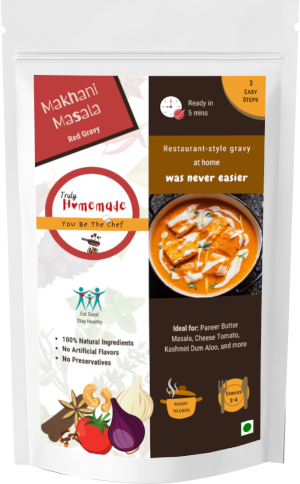 Makhani
Masala
Red Gravy
Truly
Homemade
You Be The Chef
Eat Good
Stay Healthy
• 100% Natural Ingredients
• No Artificial Flavors
• No Preservatives
3
Easy
Steps
Ready in
5 mins
Restaurant-style gravy
at home
was never easier
Ideal for: Paneer Butter
Masala, Cheese Tomato,
Kashmiri Dum Aloo, and more
READY
TO COOK
SERVES
3-4